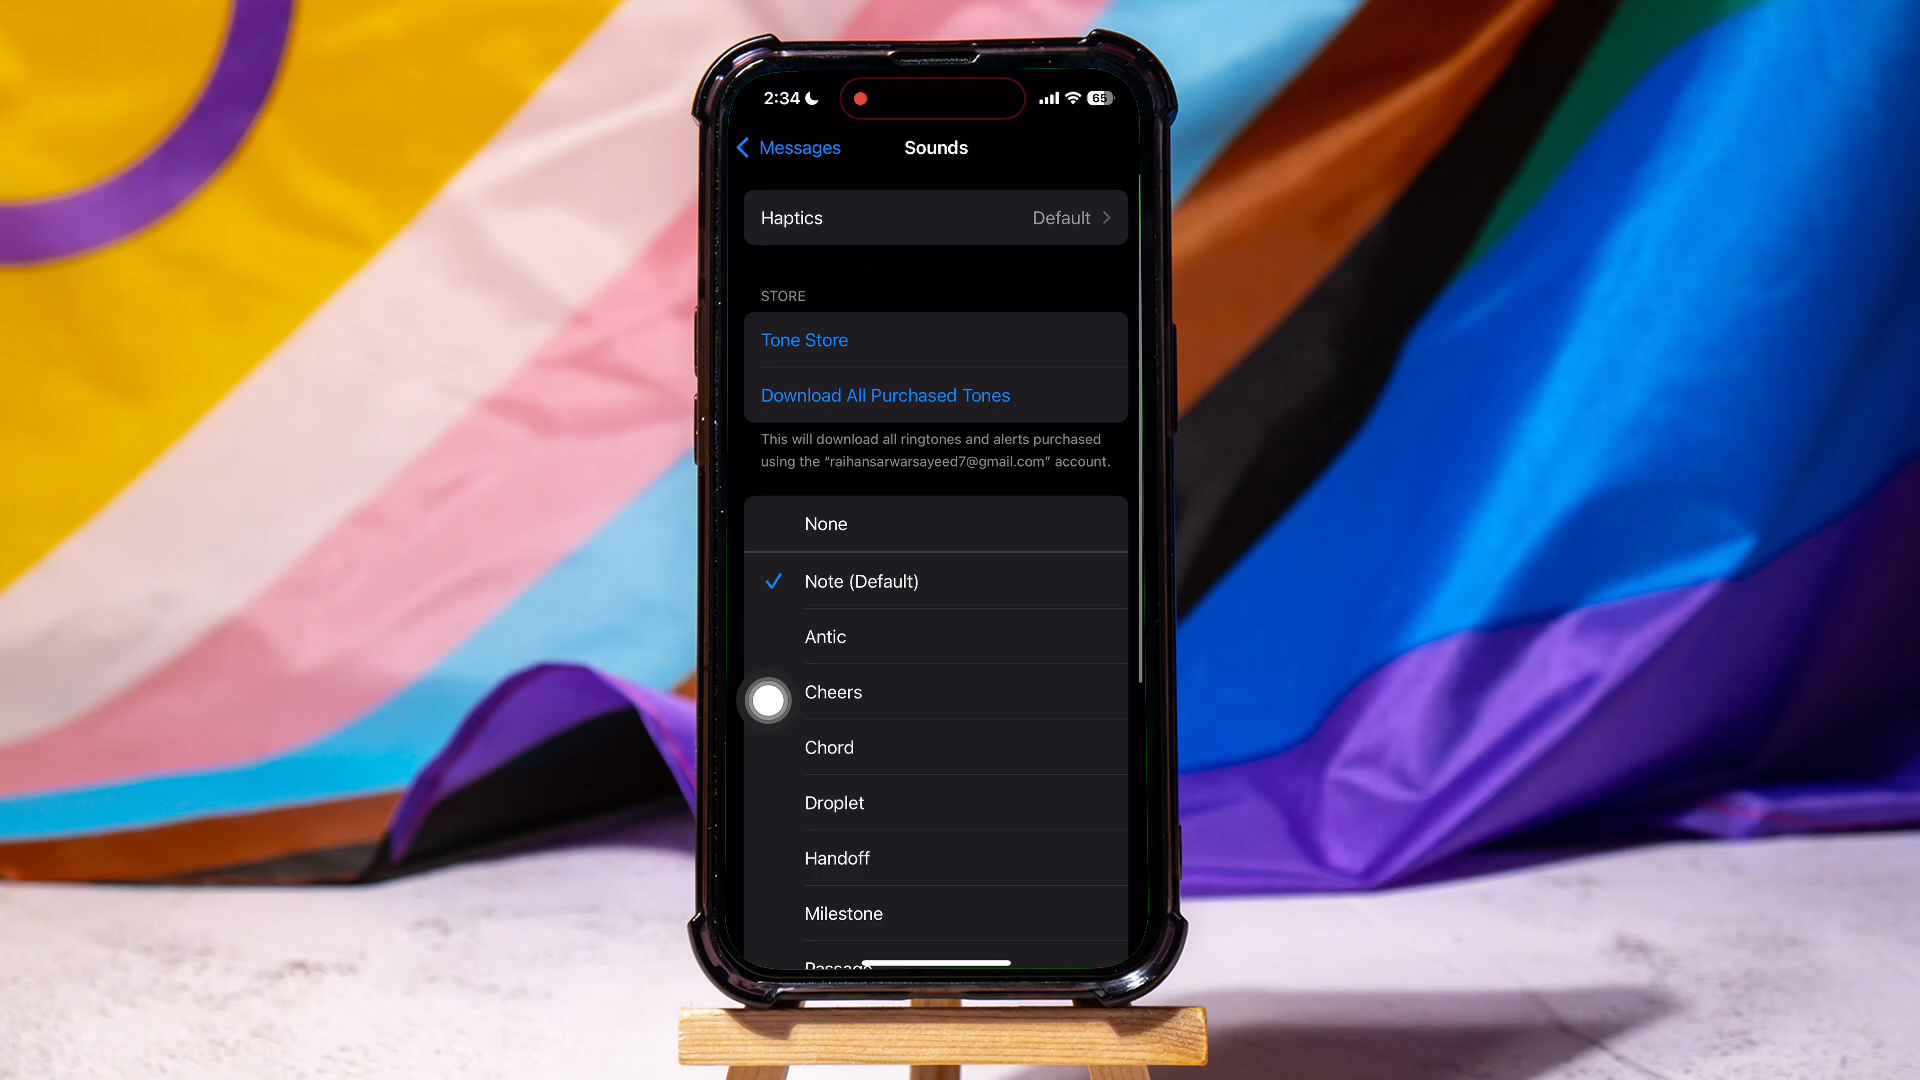 2:34
65
Messages
Sounds
Haptics
Default
STORE
Tone Store
Download All Purchased Tones
This will download all ringtones and alerts purchased
using the “raihansarwarsayeed7@gmail.com” account.
None
Note (Default)
Antic
Cheers
Chord
Droplet
Handoff
Milestone
Passage